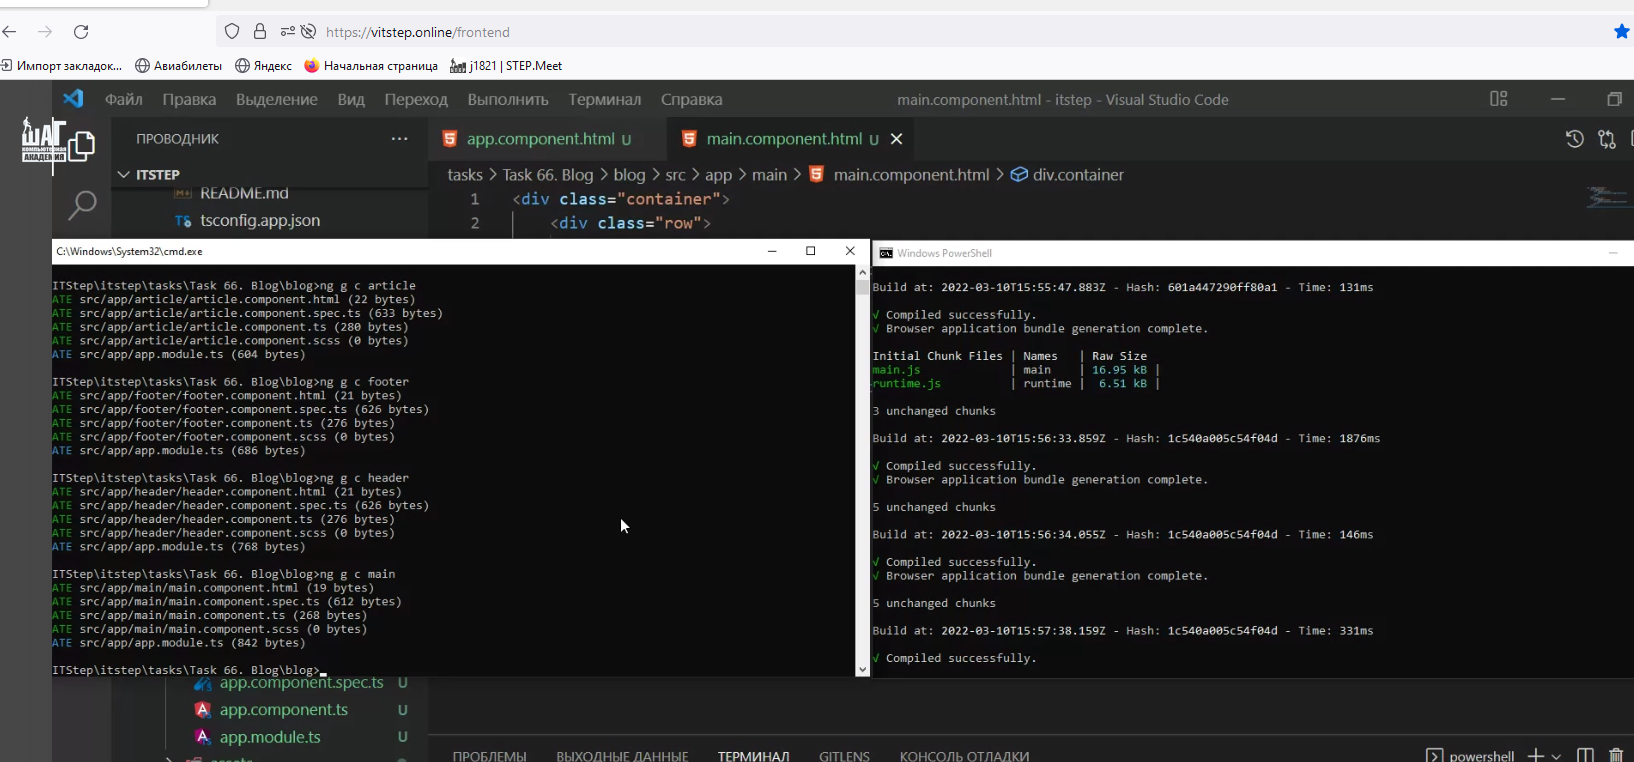 https://vitstep.online/frontend
Импорт закладок... Авиабилеты Яндекс Начальная страница j1821 | STEP.Meet
Файл Правка Выделение Вид Переход Выполнить Терминал Справка main.component.html - itstep - Visual Studio Code
ШАГ
КОМПЬЮТЕРНАЯ
АКАДЕМИЯ
ПРОВОДНИК ...
app.component.html U main.component.html U
ITSTEP
README.md
tsconfig.app.json
tasks > Task 66. Blog > blog > src > app > main > main.component.html > div.container
1 <div class="container">
2 <div class="row">
C:\Windows\System32\cmd.exe
ITStep\itstep\tasks\Task 66. Blog\blog>ng g c article
ATE src/app/article/article.component.html (22 bytes)
ATE src/app/article/article.component.spec.ts (633 bytes)
ATE src/app/article/article.component.ts (280 bytes)
ATE src/app/article/article.component.scss (0 bytes)
ATE src/app/app.module.ts (604 bytes)
ITStep\itstep\tasks\Task 66. Blog\blog>ng g c footer
ATE src/app/footer/footer.component.html (21 bytes)
ATE src/app/footer/footer.component.spec.ts (626 bytes)
ATE src/app/footer/footer.component.ts (276 bytes)
ATE src/app/footer/footer.component.scss (0 bytes)
ATE src/app/app.module.ts (686 bytes)
ITStep\itstep\tasks\Task 66. Blog\blog>ng g c header
ATE src/app/header/header.component.html (21 bytes)
ATE src/app/header/header.component.spec.ts (626 bytes)
ATE src/app/header/header.component.ts (276 bytes)
ATE src/app/header/header.component.scss (0 bytes)
ATE src/app/app.module.ts (768 bytes)
ITStep\itstep\tasks\Task 66. Blog\blog>ng g c main
ATE src/app/main/main.component.html (19 bytes)
ATE src/app/main/main.component.spec.ts (612 bytes)
ATE src/app/main/main.component.ts (268 bytes)
ATE src/app/main/main.component.scss (0 bytes)
ATE src/app/app.module.ts (842 bytes)
ITStep\itstep\tasks\Task 66. Blog\blog>_
Windows PowerShell
Build at: 2022-03-10T15:55:47.883Z - Hash: 601a447290ff80a1 - Time: 131ms
√ Compiled successfully.
√ Browser application bundle generation complete.
Initial Chunk Files | Names | Raw Size
main.js | main | 16.95 kB |
runtime.js | runtime | 6.51 kB |
3 unchanged chunks
Build at: 2022-03-10T15:56:33.859Z - Hash: 1c540a005c54f04d - Time: 1876ms
√ Compiled successfully.
√ Browser application bundle generation complete.
5 unchanged chunks
Build at: 2022-03-10T15:56:34.055Z - Hash: 1c540a005c54f04d - Time: 146ms
√ Compiled successfully.
√ Browser application bundle generation complete.
5 unchanged chunks
Build at: 2022-03-10T15:57:38.159Z - Hash: 1c540a005c54f04d - Time: 331ms
√ Compiled successfully.
app.component.spec.ts U
app.component.ts U
app.module.ts U
assets
ПРОБЛЕМЫ ВЫХОДНЫЕ ДАННЫЕ ТЕРМИНАЛ GITLENS КОНСОЛЬ ОТЛАДКИ powershell